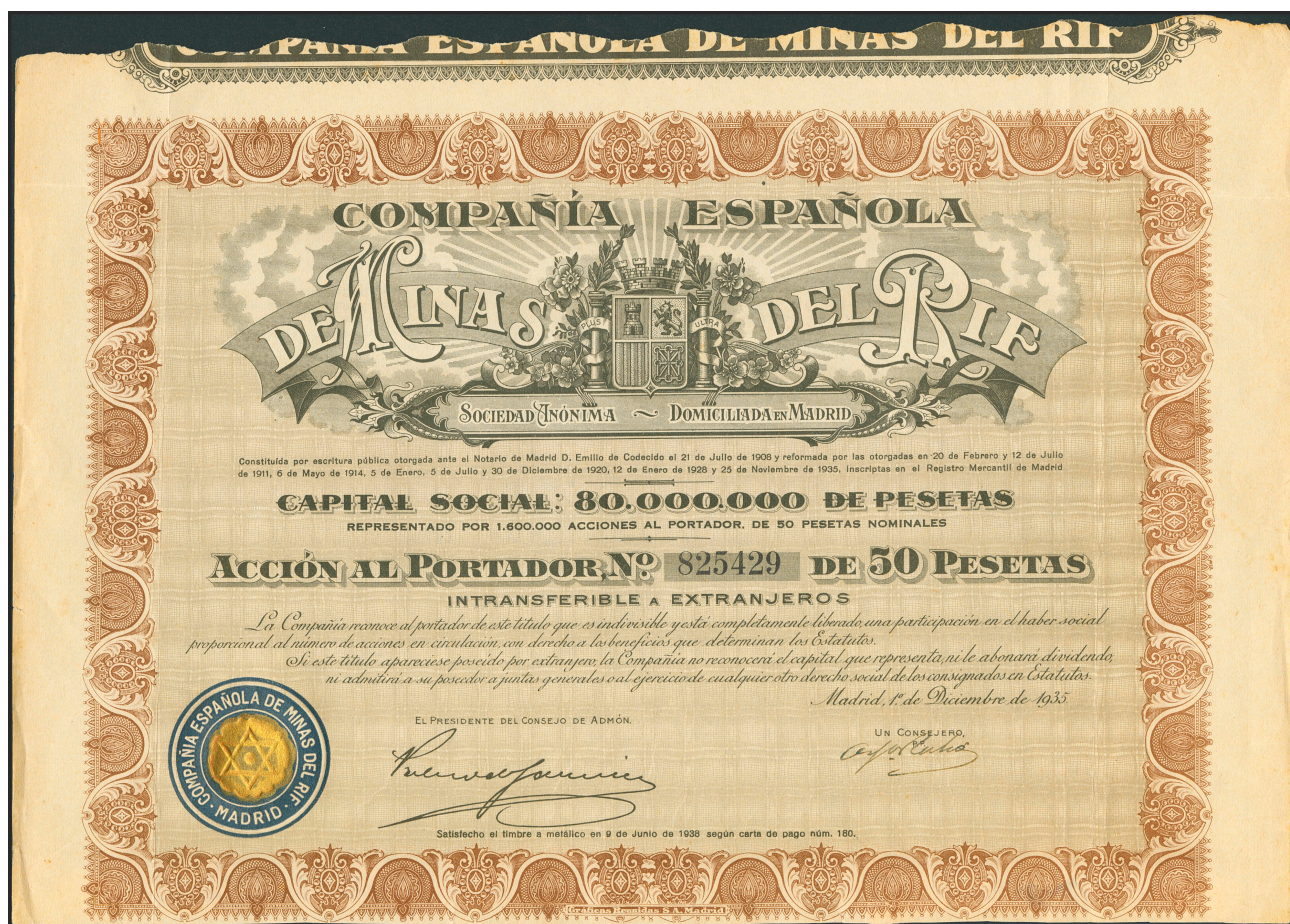 COMPAÑIA ESPAÑOLA DE MINAS DEL RIF
COMPAÑÍA ESPAÑOLA
DE MINAS DEL RIF
PLUS ULTRA
SOCIEDAD ANÓNIMA ~ DOMICILIADA EN MADRID
Constituída por escritura pública otorgada ante el Notario de Madrid D. Emilio de Codecido el 21 de Julio de 1908 y reformada por las otorgadas en 20 de Febrero y 12 de Julio
de 1911, 6 de Mayo de 1914, 5 de Enero, 5 de Julio y 30 de Diciembre de 1920, 12 de Enero de 1928 y 25 de Noviembre de 1935, inscriptas en el Registro Mercantil de Madrid
CAPITAL SOCIAL: 80.000.000 DE PESETAS
REPRESENTADO POR 1.600.000 ACCIONES AL PORTADOR, DE 50 PESETAS NOMINALES
ACCIÓN AL PORTADOR, Nº 825429 DE 50 PESETAS
INTRANSFERIBLE A EXTRANJEROS
La Compañía reconoce al portador de este título que es indivisible y está completamente liberado, una participación en el haber social
proporcional al número de acciones en circulación, con derecho a los beneficios que determinan los Estatutos.
Si este título apareciese poseído por extranjero, la Compañía no reconocerá el capital que representa, ni le abonará dividendo,
ni admitirá a su poseedor a juntas generales o al ejercicio de cualquier otro derecho social de los consignados en Estatutos.
Madrid, 1º de Diciembre de 1935
EL PRESIDENTE DEL CONSEJO DE ADMÓN.
UN CONSEJERO,
P.P.
COMPAÑIA ESPAÑOLA DE MINAS DEL RIF
· MADRID ·
Satisfecho el timbre a metálico en 9 de Junio de 1938 según carta de pago núm. 180.
Gráficas Reunidas S.A. Madrid